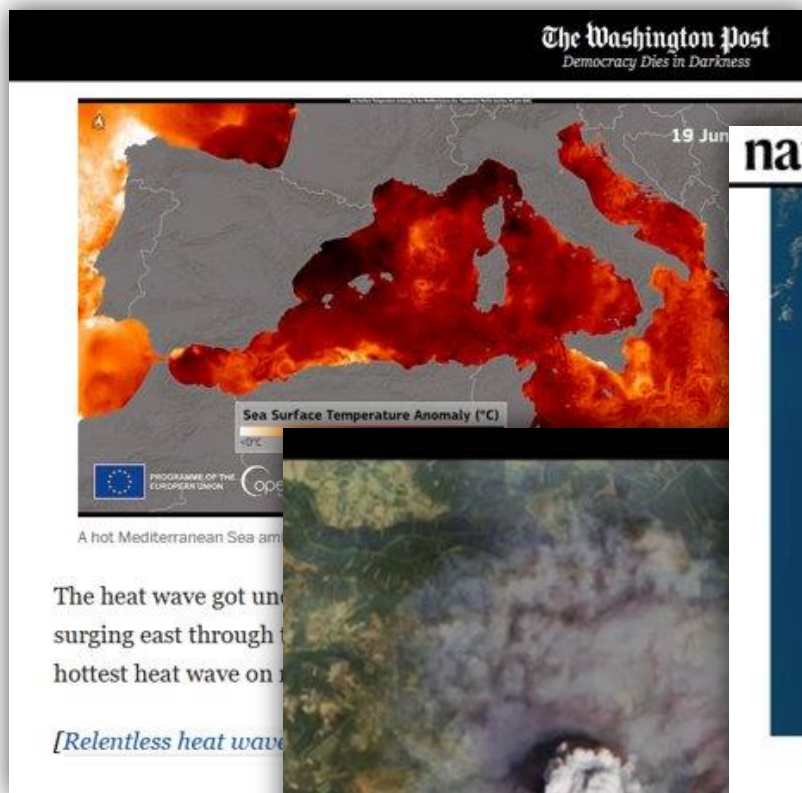 The Washington Post
Democracy Dies in Darkness
19 Jun
na
Sea Surface Temperature Anomaly (°C)
<0°C
PROGRAMME OF THE
EUROPEAN UNION
ope
A hot Mediterranean Sea am
The heat wave got un
surging east through t
hottest heat wave on
[Relentless heat wave